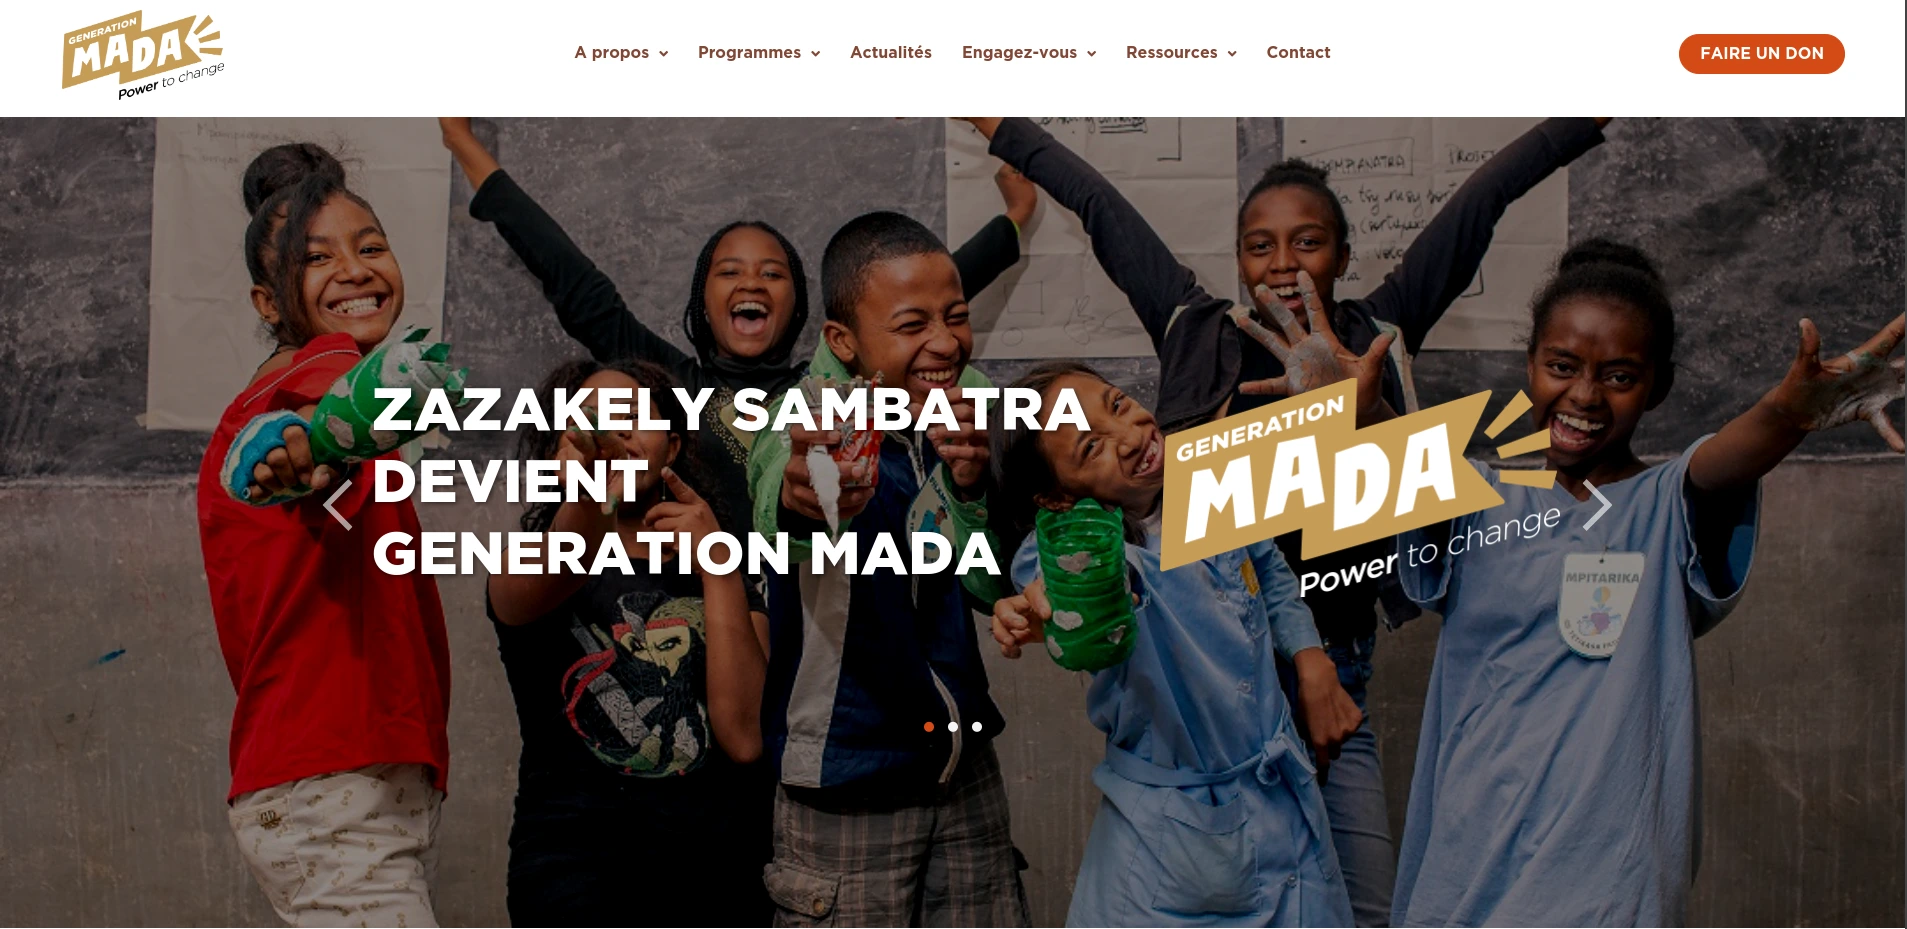 GENERATION
MADA
Power to change
A propos
Programmes
Actualités
Engagez-vous
Ressources
Contact
FAIRE UN DON
PROJET
ZAZAKELY SAMBATRA
DEVIENT
GENERATION MADA
GENERATION
MADA
Power to change
MPITARIKA